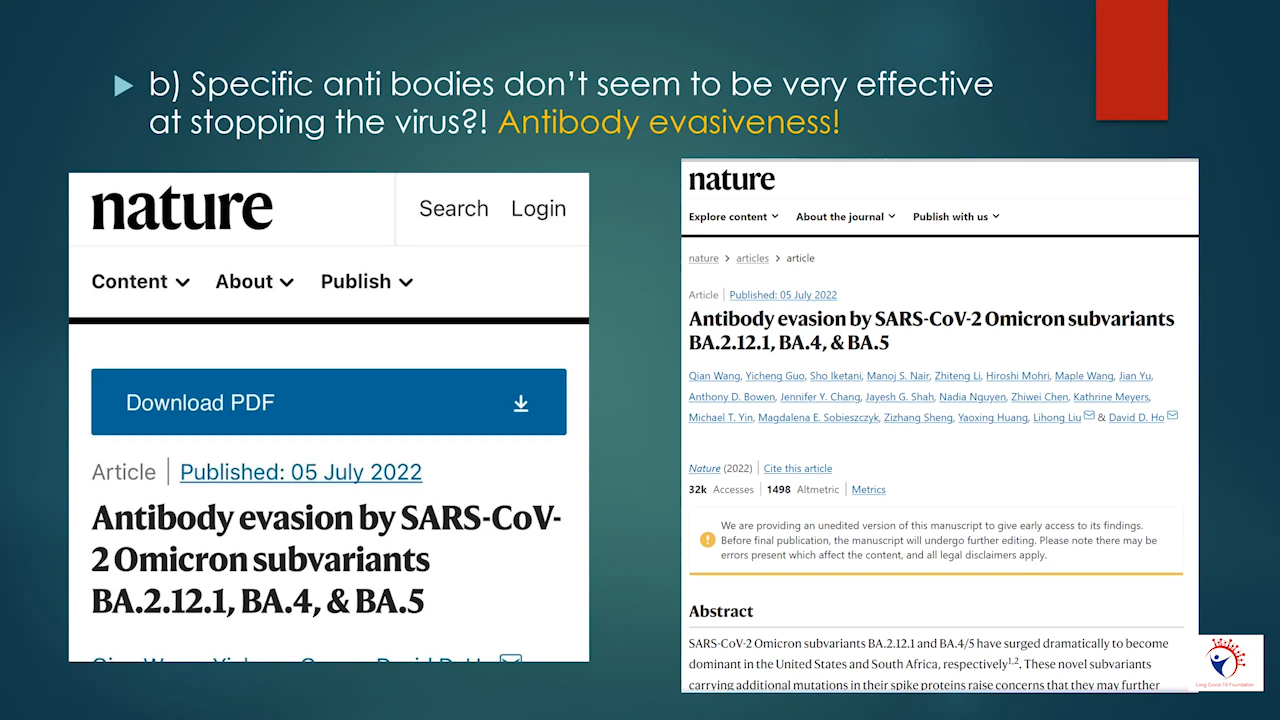 b) Specific anti bodies don't seem to be very effective
at stopping the virus?! Antibody evasiveness!
nature
Search Login
Content About Publish
Download PDF
Article Published: 05 July 2022
Antibody evasion by SARS-CoV-
2 Omicron subvariants
BA.2.12.1, BA.4, & BA.5
nature
Explore content About the journal Publish with us
nature > articles > article
Article Published: 05 July 2022
Antibody evasion by SARS-CoV-2 Omicron subvariants
BA.2.12.1, BA.4, & BA.5
Qian Wang, Yicheng Guo, Sho Iketani, Manoj S. Nair, Zhiteng Li, Hiroshi Mohri, Maple Wang, Jian Yu,
Anthony D. Bowen, Jennifer Y. Chang, Jayesh G. Shah, Nadia Nguyen, Zhiwei Chen, Kathrine Meyers,
Michael T. Yin, Magdalena E. Sobieszczyk, Zizhang Sheng, Yaoxing Huang, Lihong Liu & David D. Ho
Nature (2022) Cite this article
32k Accesses 1498 Altmetric Metrics
We are providing an unedited version of this manuscript to give early access to its findings.
Before final publication, the manuscript will undergo further editing. Please note there may be
errors present which affect the content, and all legal disclaimers apply.
Abstract
SARS-CoV-2 Omicron subvariants BA.2.12.1 and BA.4/5 have surged dramatically to become
dominant in the United States and South Africa, respectively1,2. These novel subvariants
carrying additional mutations in their spike proteins raise concerns that they may further
Long Covid 19 Foundation